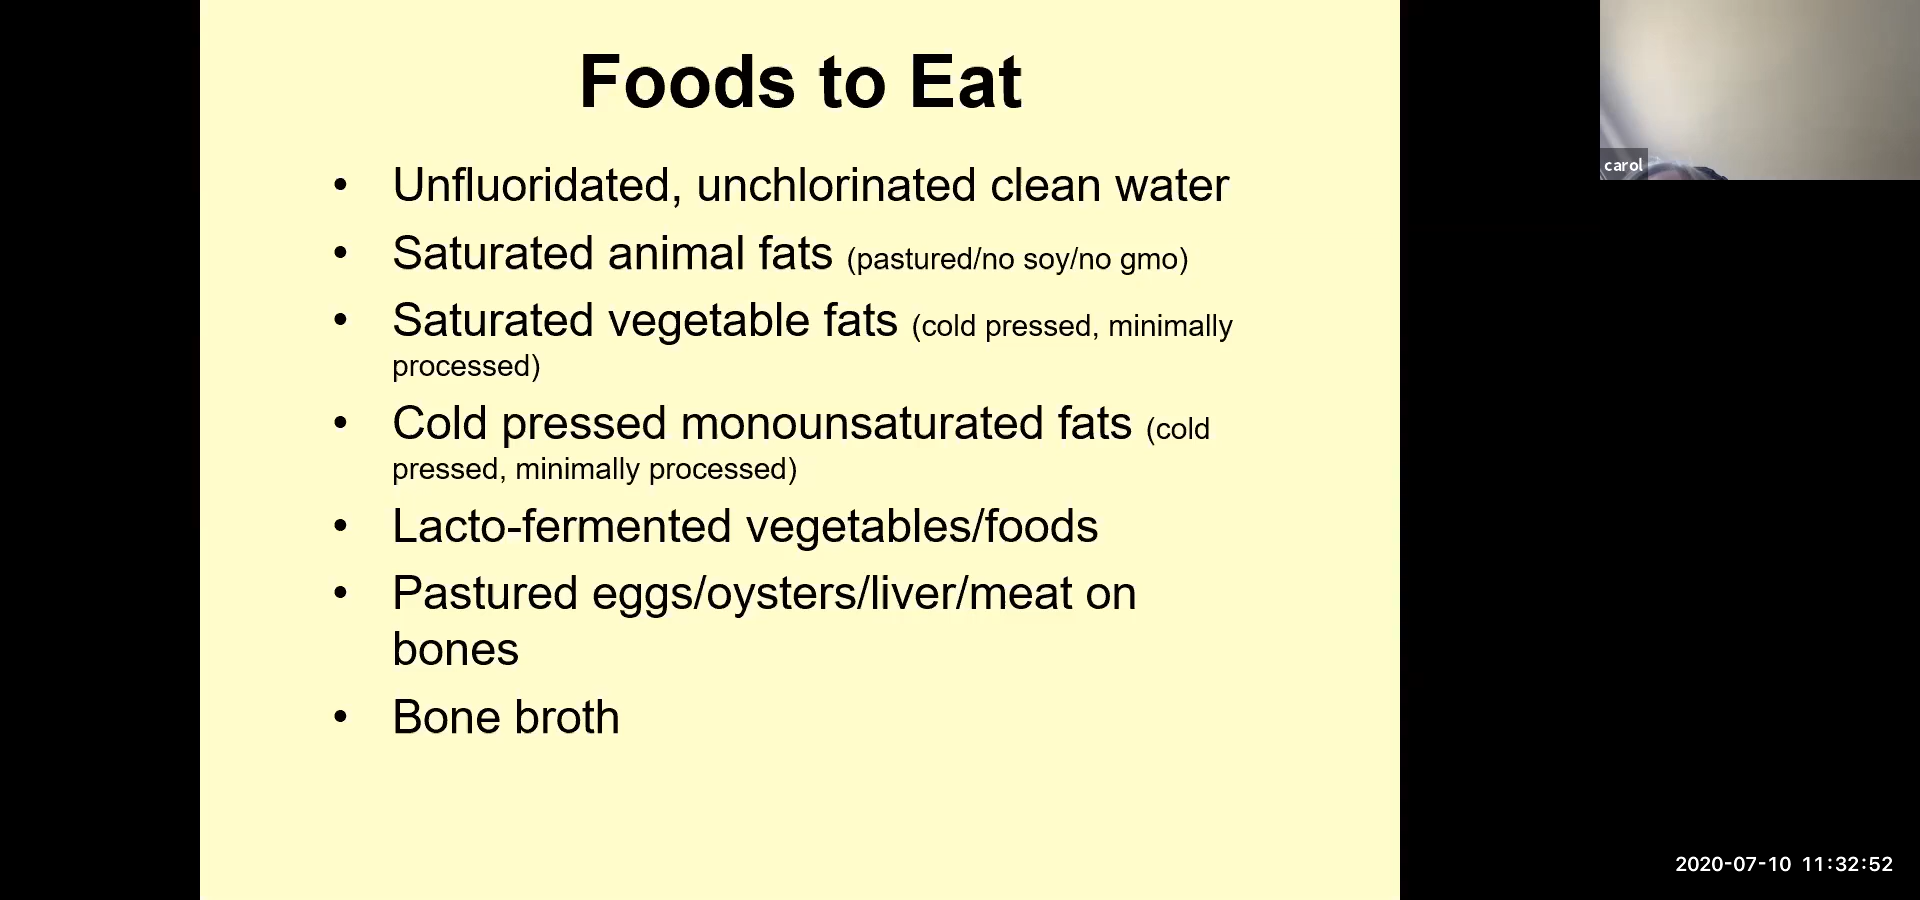 Foods to Eat
• Unfluoridated, unchlorinated clean water
• Saturated animal fats (pastured/no soy/no gmo)
• Saturated vegetable fats (cold pressed, minimally
processed)
• Cold pressed monounsaturated fats (cold
pressed, minimally processed)
• Lacto-fermented vegetables/foods
• Pastured eggs/oysters/liver/meat on
bones
• Bone broth
carol
2020-07-10 11:32:52